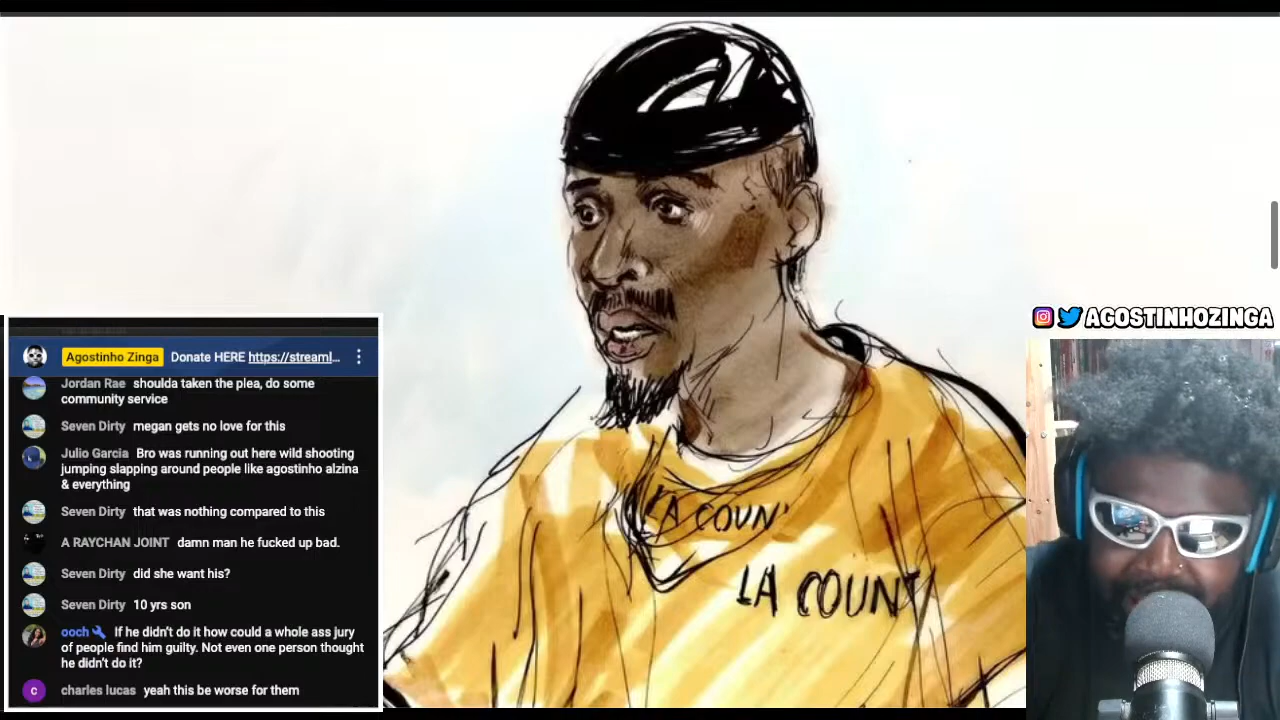 LA COUN'
LA COUNT
AGOSTINHOZINGA
Agostinho Zinga Donate HERE https://streaml...
Jordan Rae shoulda taken the plea, do some
community service
Seven Dirty megan gets no love for this
Julio Garcia Bro was running out here wild shooting
jumping slapping around people like agostinho alzina
& everything
Seven Dirty that was nothing compared to this
A RAYCHAN JOINT damn man he fucked up bad.
Seven Dirty did she want his?
Seven Dirty 10 yrs son
ooch If he didn’t do it how could a whole ass jury
of people find him guilty. Not even one person thought
he didn’t do it?
c
charles lucas yeah this be worse for them